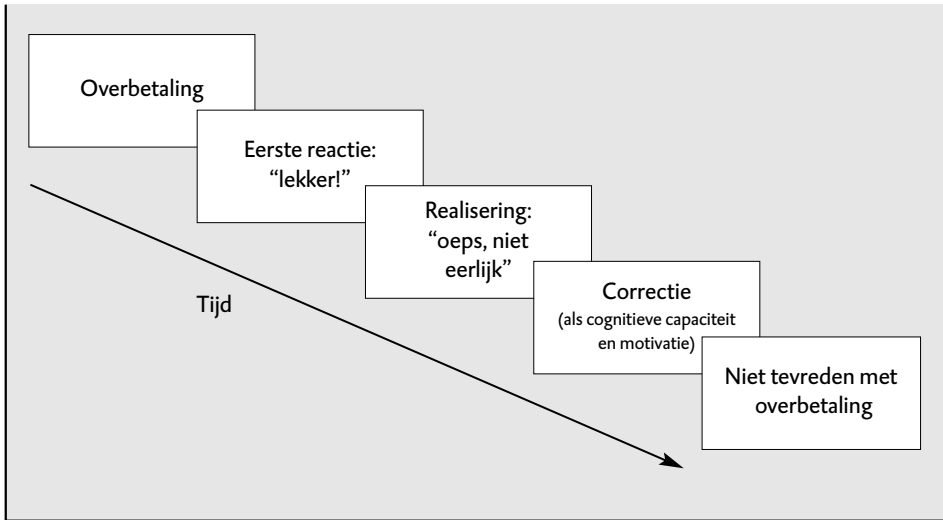 Overbetaling
Eerste reactie:
“lekker!”
Realisering:
“oeps, niet
eerlijk”
Correctie
(als cognitieve capaciteit
en motivatie)
Niet tevreden met
overbetaling
Tijd